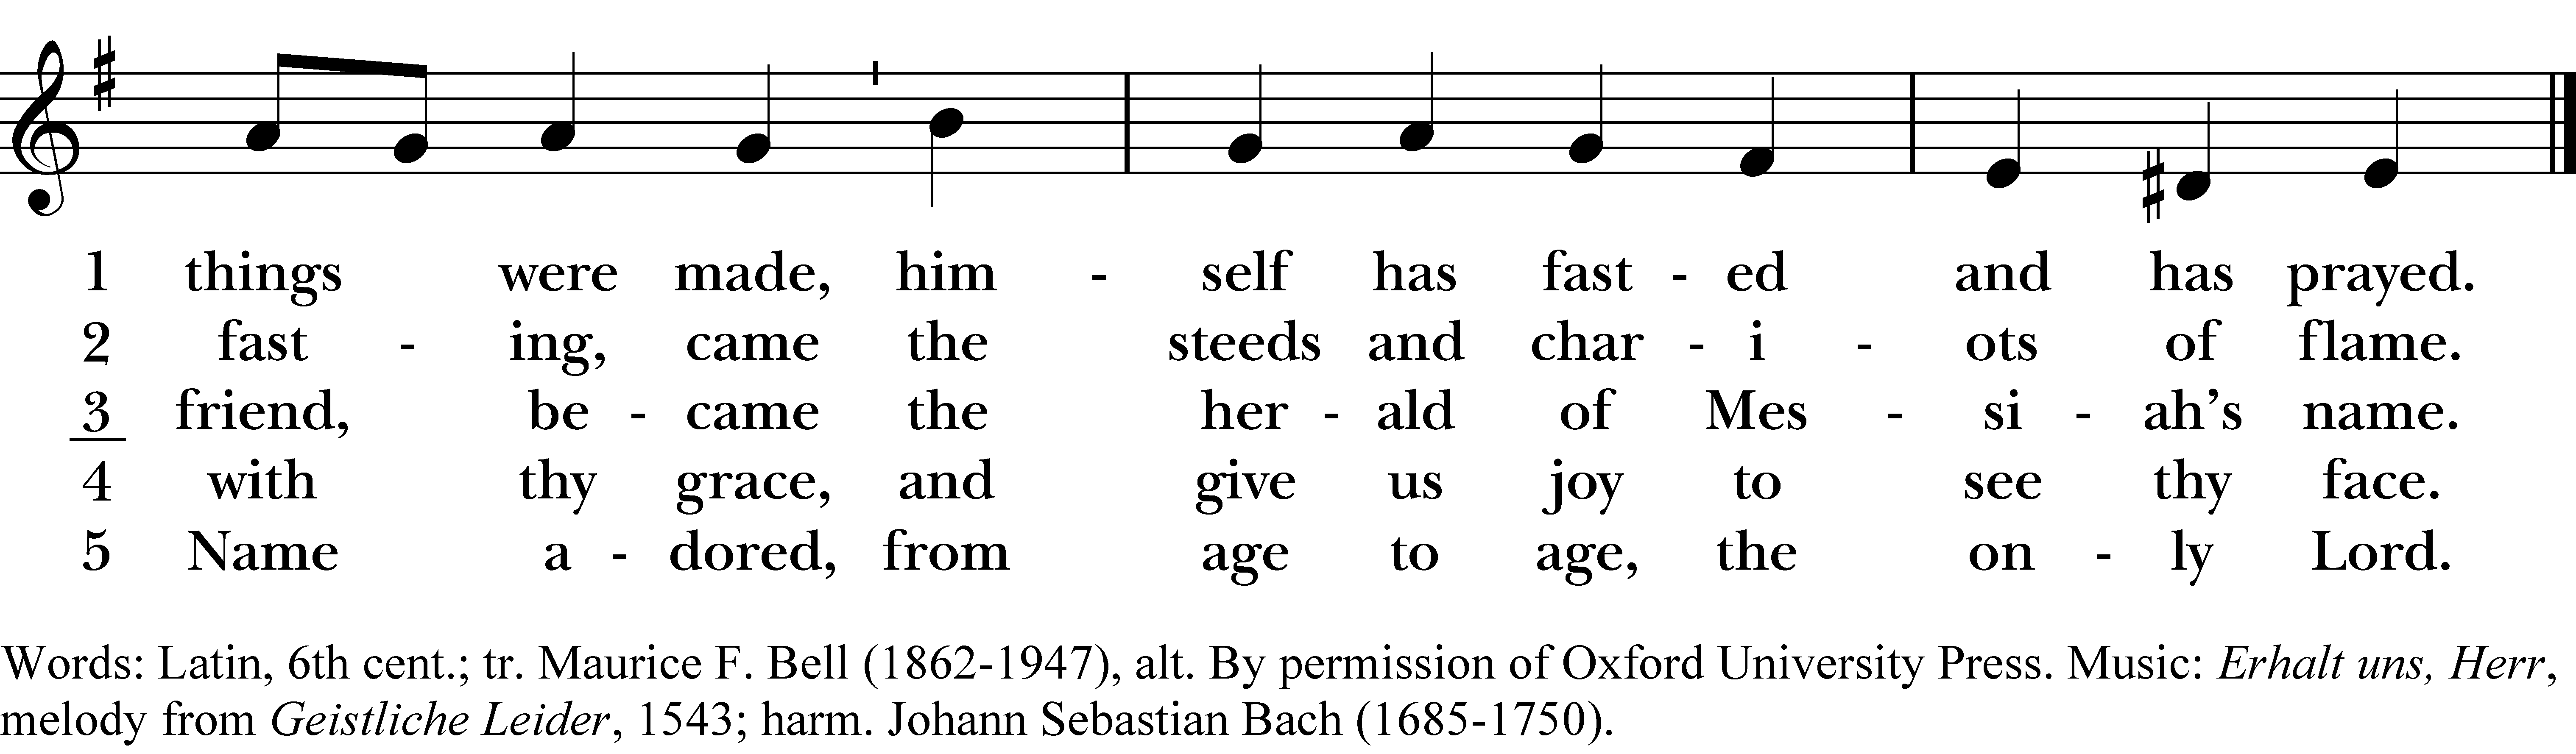 1 things were made, him - self has fast - ed and has prayed.
2 fast - ing, came the steeds and char - i - ots of flame.
3 friend, be - came the her - ald of Mes - si - ah’s name.
4 with thy grace, and give us joy to see thy face.
5 Name a - dored, from age to age, the on - ly Lord.
Words: Latin, 6th cent.; tr. Maurice F. Bell (1862-1947), alt. By permission of Oxford University Press. Music: Erhalt uns, Herr,
melody from Geistliche Leider, 1543; harm. Johann Sebastian Bach (1685-1750).